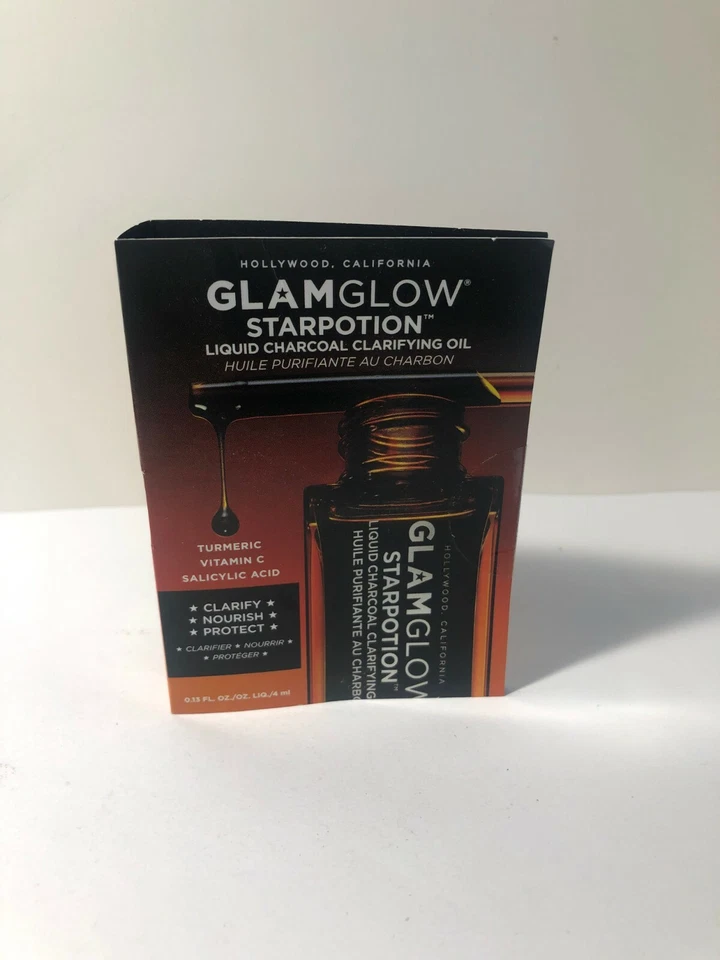 HOLLYWOOD, CALIFORNIA
GLAMGLOW®
STARPOTION™
LIQUID CHARCOAL CLARIFYING OIL
HUILE PURIFIANTE AU CHARBON
TURMERIC
VITAMIN C
SALICYLIC ACID
★ CLARIFY ★
★ NOURISH ★
★ PROTECT ★
★ CLARIFIER ★ NOURRIR ★
★ PROTÉGER ★
0.13 FL. OZ./OZ. LIQ./4 ml
HOLLYWOOD, CALIFORNIA
GLAMGLOW
STARPOTION™
LIQUID CHARCOAL CLARIFYING
HUILE PURIFIANTE AU CHARBO